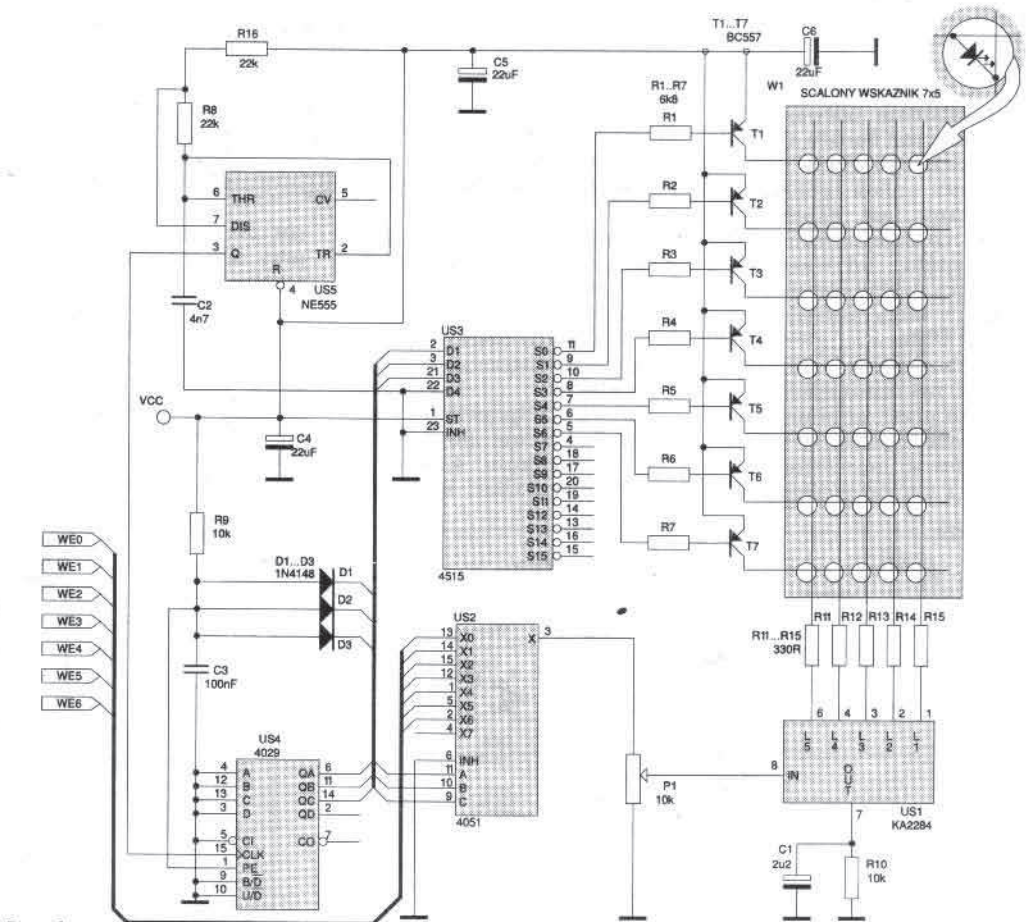 R16
22k
C5
22uF
T1...T7
BC557
C6
22uF
R1..R7
6k8
W1
SCALONY WSKAZNIK 7x5
R8
22k
R1
T1
R2
T2
R3
T3
R4
T4
R5
T5
R6
T6
R7
T7
6 THR
CV 5
7 DIS
3 Q
TR 2
R
4
US5
NE555
C2
4n7
US3
2 D1
3 D2
21 D3
22 D4
1 ST
23 INH
S0 11
S1 9
S2 10
S3 8
S4 7
S5 6
S6 5
S7 4
S8 18
S9 17
S10 20
S11 19
S12 14
S13 13
S14 16
S15 15
4515
VCC
C4
22uF
R9
10k
WE0
WE1
WE2
WE3
WE4
WE5
WE6
D1...D3
1N4148
D1
D2
D3
C3
100nF
US2
13 X0
14 X1
15 X2
12 X3
1 X4
5 X5
2 X6
4 X7
6 INH
11 A
10 B
9 C
X 3
4051
US4
4029
4 A
12 B
13 C
3 D
5 CI
15 CLK
1 PE
9 B/D
10 U/D
QA 6
QB 11
QC 14
QD 2
CO 7
P1
10k
R11 R12 R13 R14 R15
R11...R15
330R
6 4 3 2 1
L5 L4 L3 L2 L1
8 IN
OUT
7
US1
KA2284
C1
2u2
R10
10k